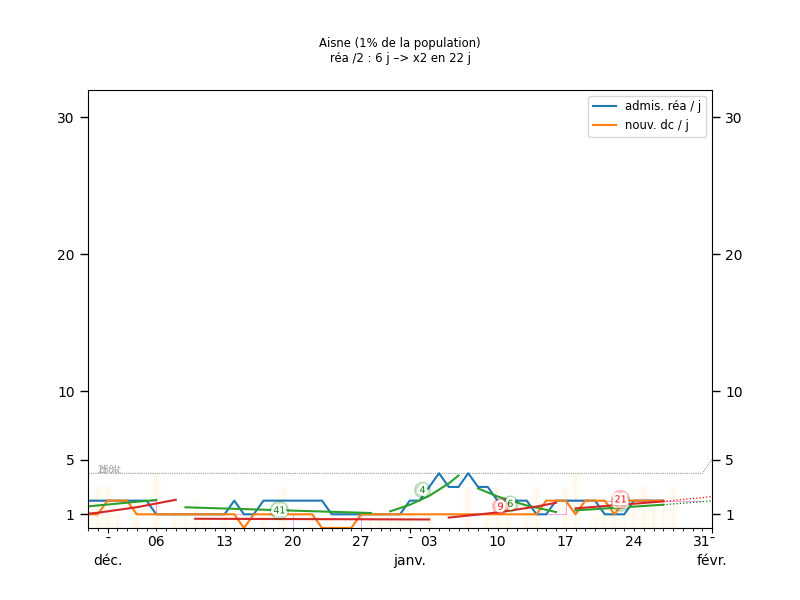 Aisne (1% de la population)
réa /2 : 6 j –> x2 en 22 j
admis. réa / j
nouv. dc / j
30 30
20 20
10 10
5 5
1 1
4
41
9
6
21
- 06 13 20 27 - 03 10 17 24 31 -
déc. janv. févr.